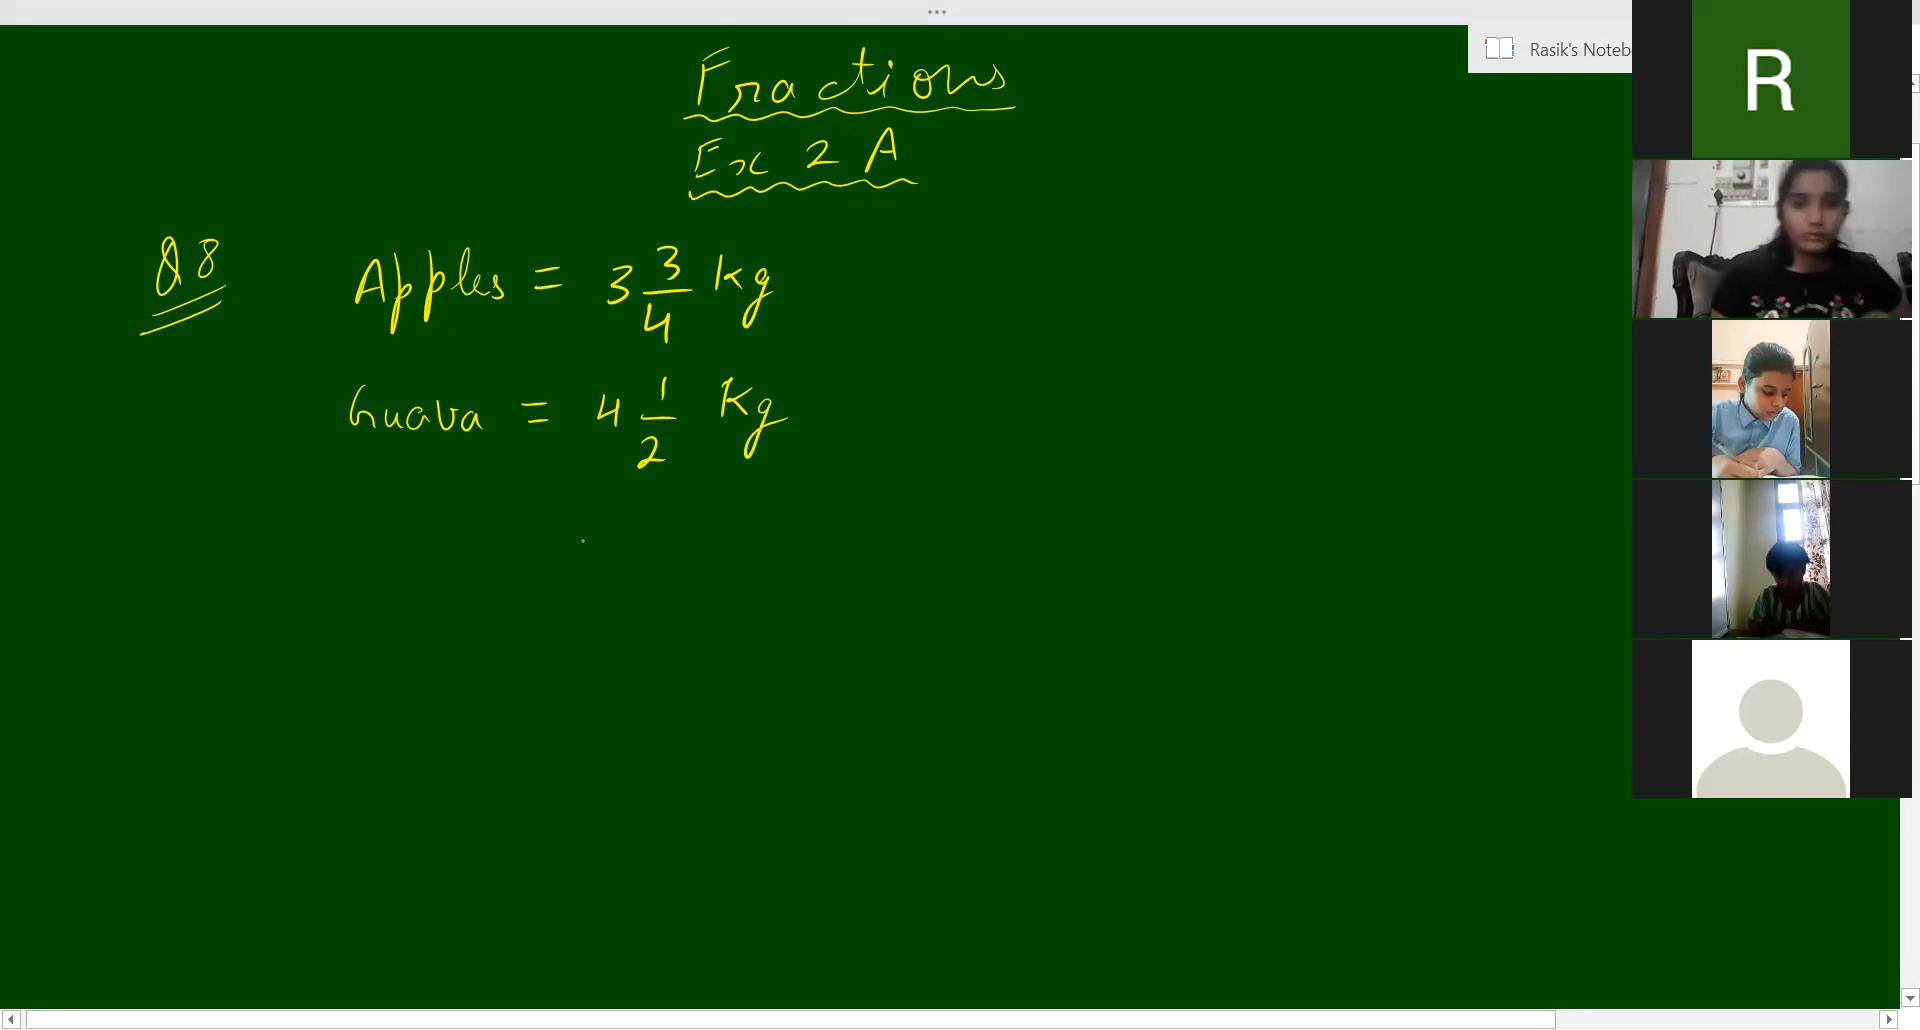 Fractions
Ex 2 A
Q8 Apples = 3 3/4 kg
Guava = 4 1/2 Kg
Rasik's Noteb
R